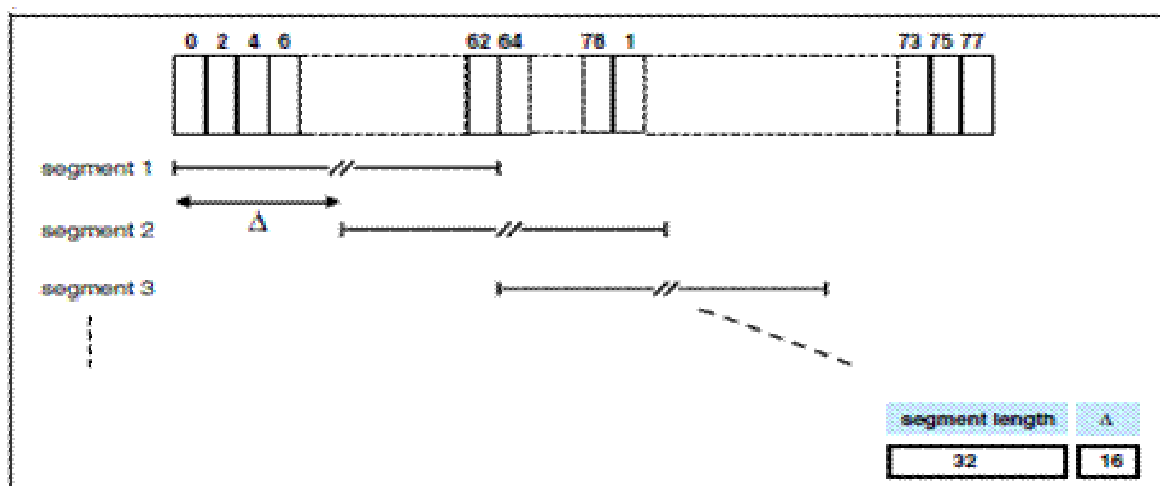 0 2 4 6 62 64 78 1 73 75 77
segment 1
Δ
segment 2
segment 3
segment length Δ
32 16